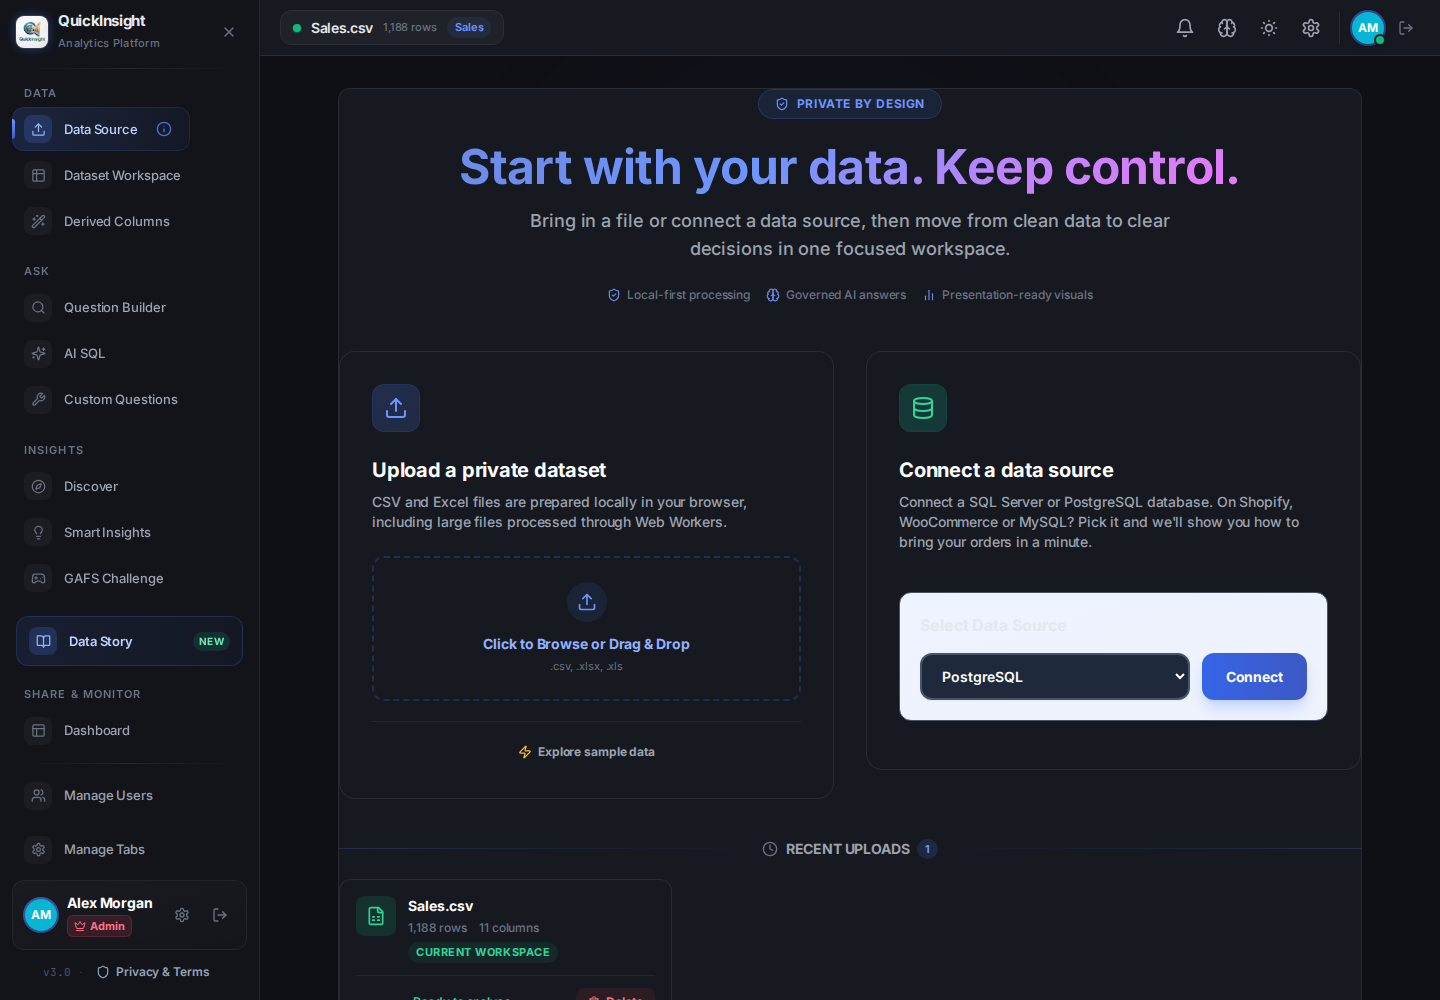 QuickInsight
Analytics Platform
Sales.csv 1,188 rows Sales
AM
DATA
Data Source
Dataset Workspace
Derived Columns
ASK
Question Builder
AI SQL
Custom Questions
INSIGHTS
Discover
Smart Insights
GAFS Challenge
Data Story NEW
SHARE & MONITOR
Dashboard
Manage Users
Manage Tabs
AM Alex Morgan
Admin
v3.0 · Privacy & Terms
PRIVATE BY DESIGN
Start with your data. Keep control.
Bring in a file or connect a data source, then move from clean data to clear
decisions in one focused workspace.
Local-first processing Governed AI answers Presentation-ready visuals
Upload a private dataset
CSV and Excel files are prepared locally in your browser,
including large files processed through Web Workers.
Click to Browse or Drag & Drop
.csv, .xlsx, .xls
Explore sample data
Connect a data source
Connect a SQL Server or PostgreSQL database. On Shopify,
WooCommerce or MySQL? Pick it and we'll show you how to
bring your orders in a minute.
Select Data Source
PostgreSQL Connect
RECENT UPLOADS 1
Sales.csv
1,188 rows 11 columns
CURRENT WORKSPACE
Ready to analyse Delete